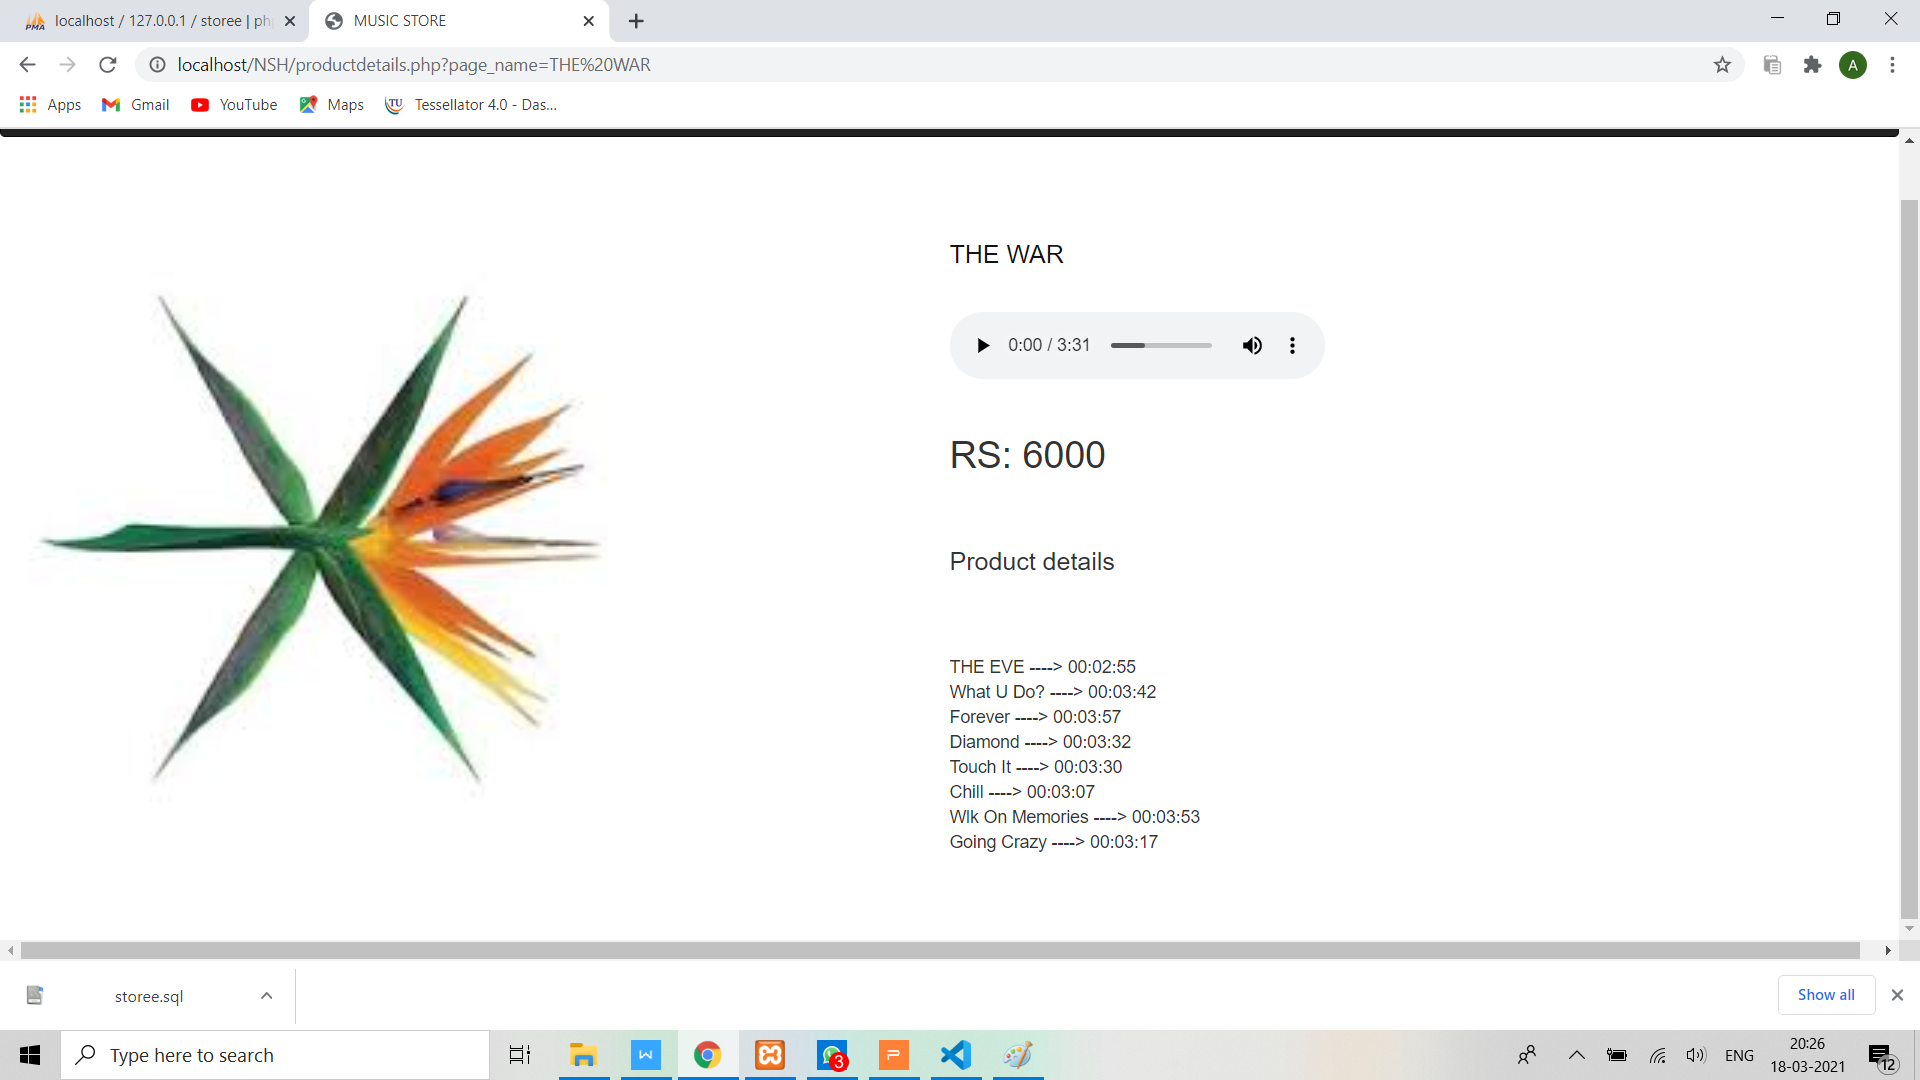 localhost / 127.0.0.1 / storee | ph
MUSIC STORE
localhost/NSH/productdetails.php?page_name=THE%20WAR
A
Apps
Gmail
YouTube
Maps
TU
Tessellator 4.0 - Das...
PMA
THE WAR
0:00 / 3:31
RS: 6000
Product details
THE EVE ----> 00:02:55
What U Do? ----> 00:03:42
Forever ----> 00:03:57
Diamond ----> 00:03:32
Touch It ----> 00:03:30
Chill ----> 00:03:07
Wlk On Memories ----> 00:03:53
Going Crazy ----> 00:03:17
storee.sql
Show all
Type here to search
W
P
3
ENG
20:26
18-03-2021
12